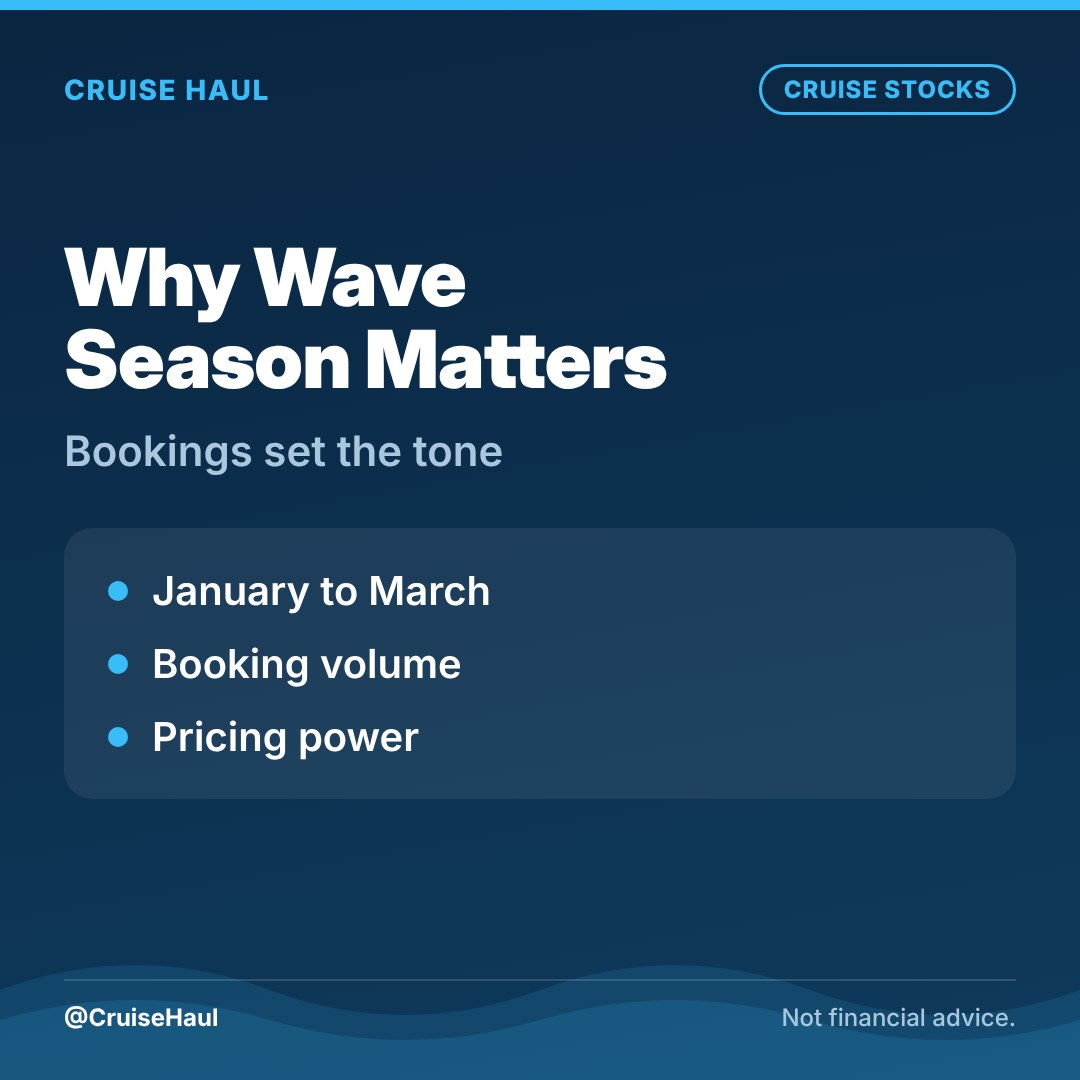 CRUISE HAUL
CRUISE STOCKS
Why Wave
Season Matters
Bookings set the tone
January to March
Booking volume
Pricing power
@CruiseHaul
Not financial advice.